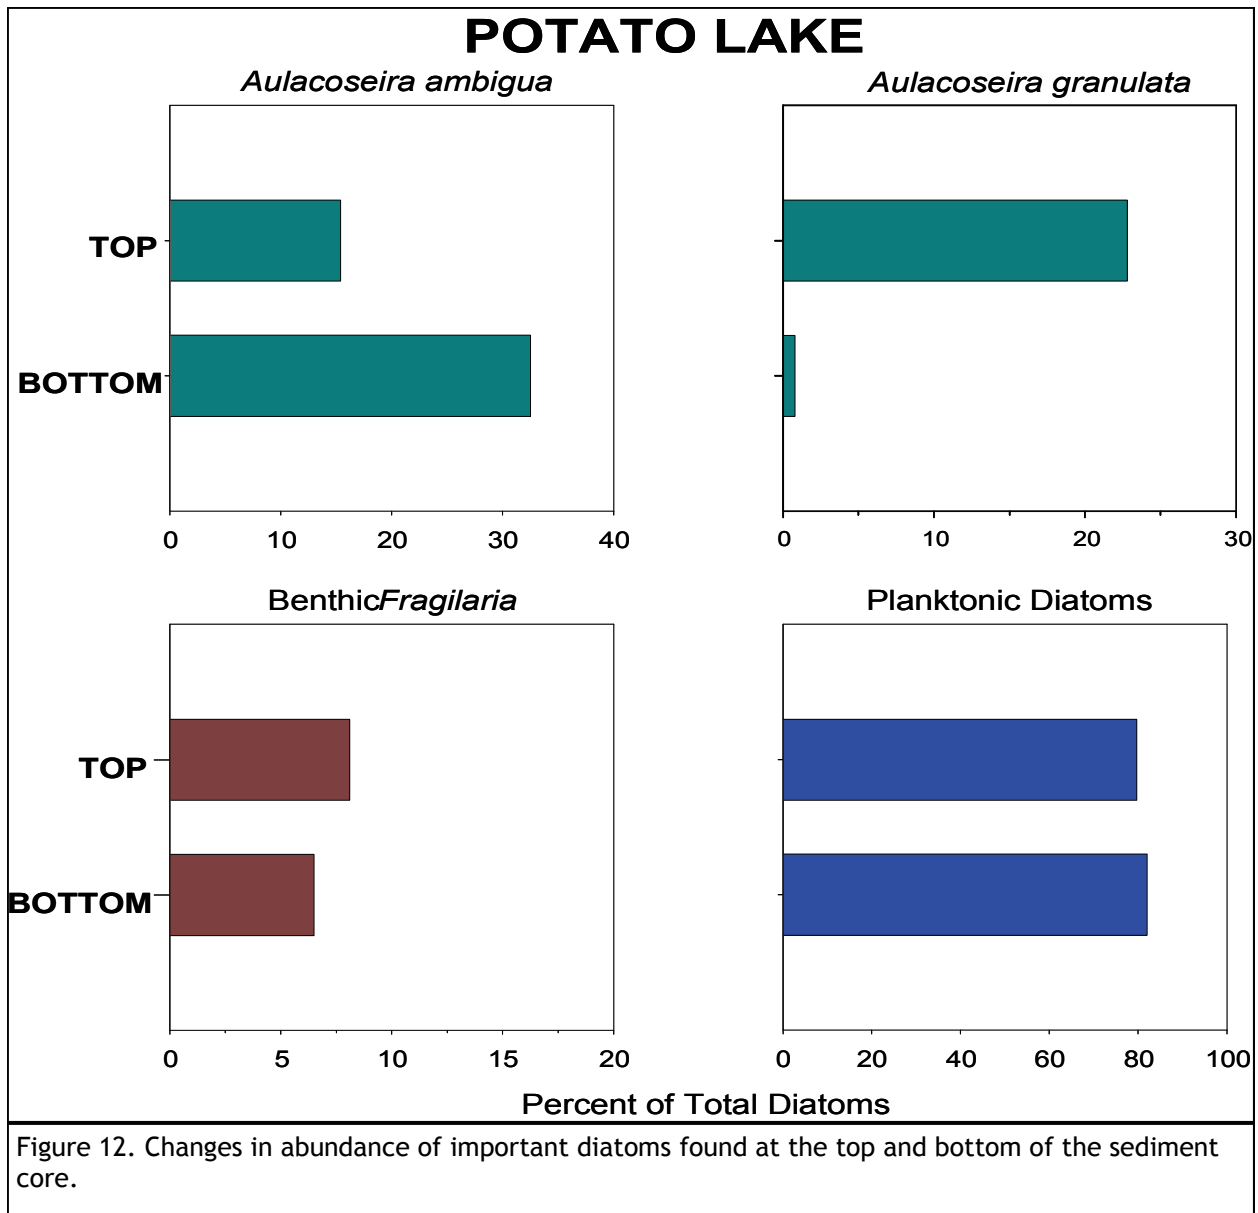 POTATO LAKE
Aulacoseira ambigua
Aulacoseira granulata
TOP
BOTTOM
0 10 20 30 40
0 10 20 30
BenthicFragilaria
Planktonic Diatoms
TOP
BOTTOM
0 5 10 15 20
0 20 40 60 80 100
Percent of Total Diatoms
Figure 12. Changes in abundance of important diatoms found at the top and bottom of the sediment
core.